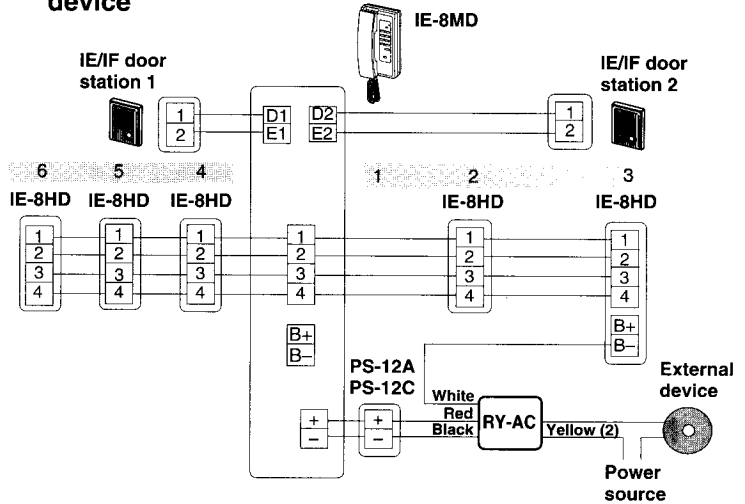 device
IE-8MD
IE/IF door
station 1
IE/IF door
station 2
1
2
D1
E1
D2
E2
1
2
6 5 4 1 2 3
IE-8HD IE-8HD IE-8HD IE-8HD IE-8HD
1 1 1 1 1 1
2 2 2 2 2 2
3 3 3 3 3 3
4 4 4 4 4 4
B+
B−
B+
B−
PS-12A
PS-12C
External
device
White
Red
Black
RY-AC
Yellow (2)
+ +
− −
Power
source